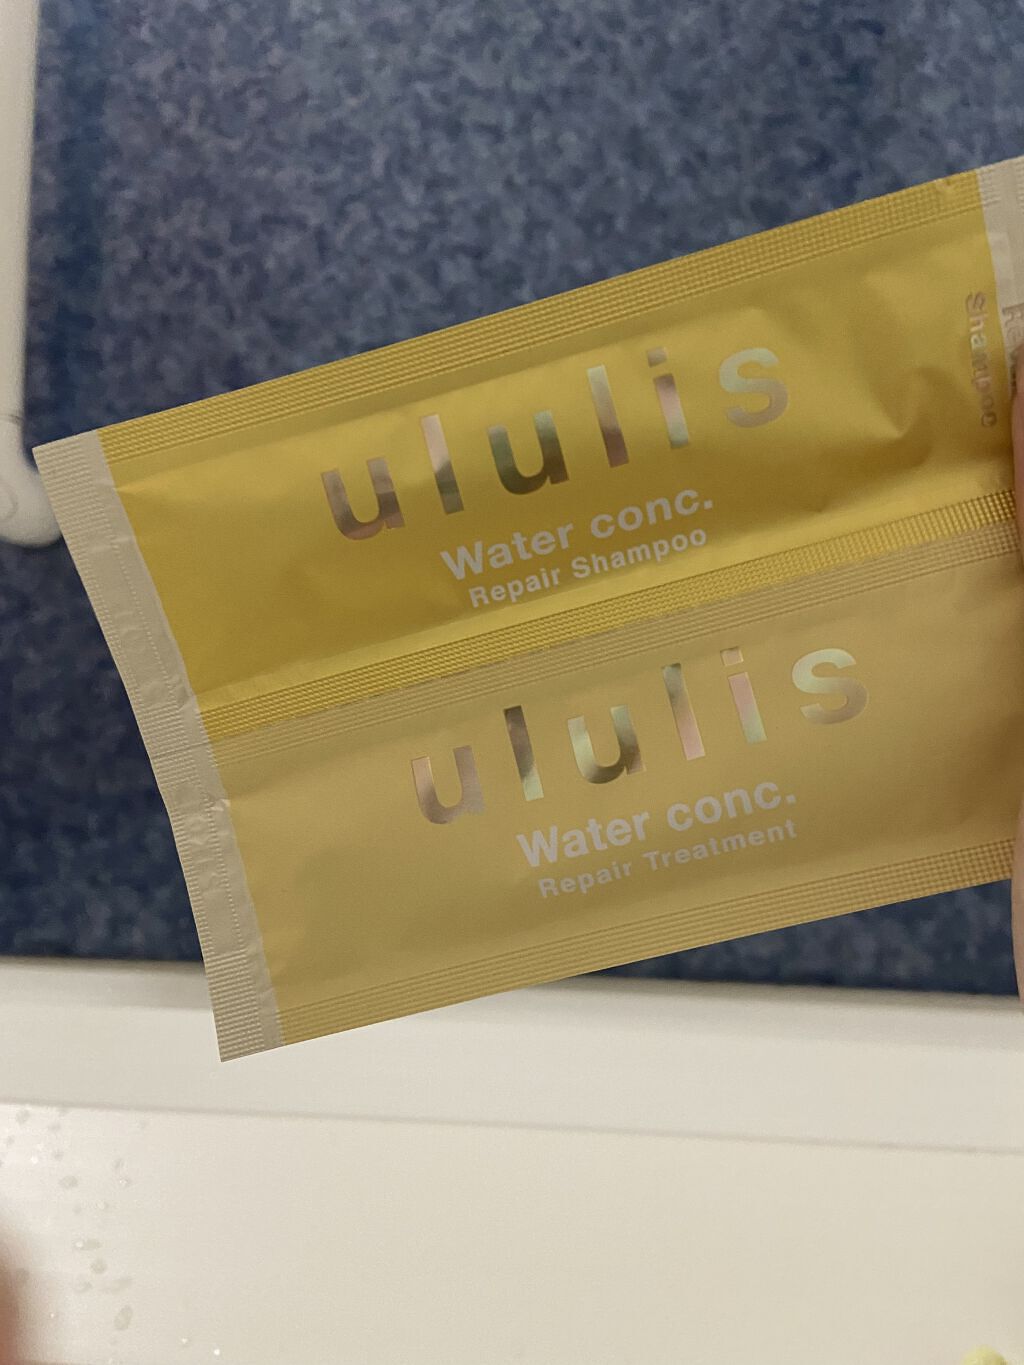 ululis
Water conc.
Repair Shampoo
Shampoo
ululis
Water conc.
Repair Treatment